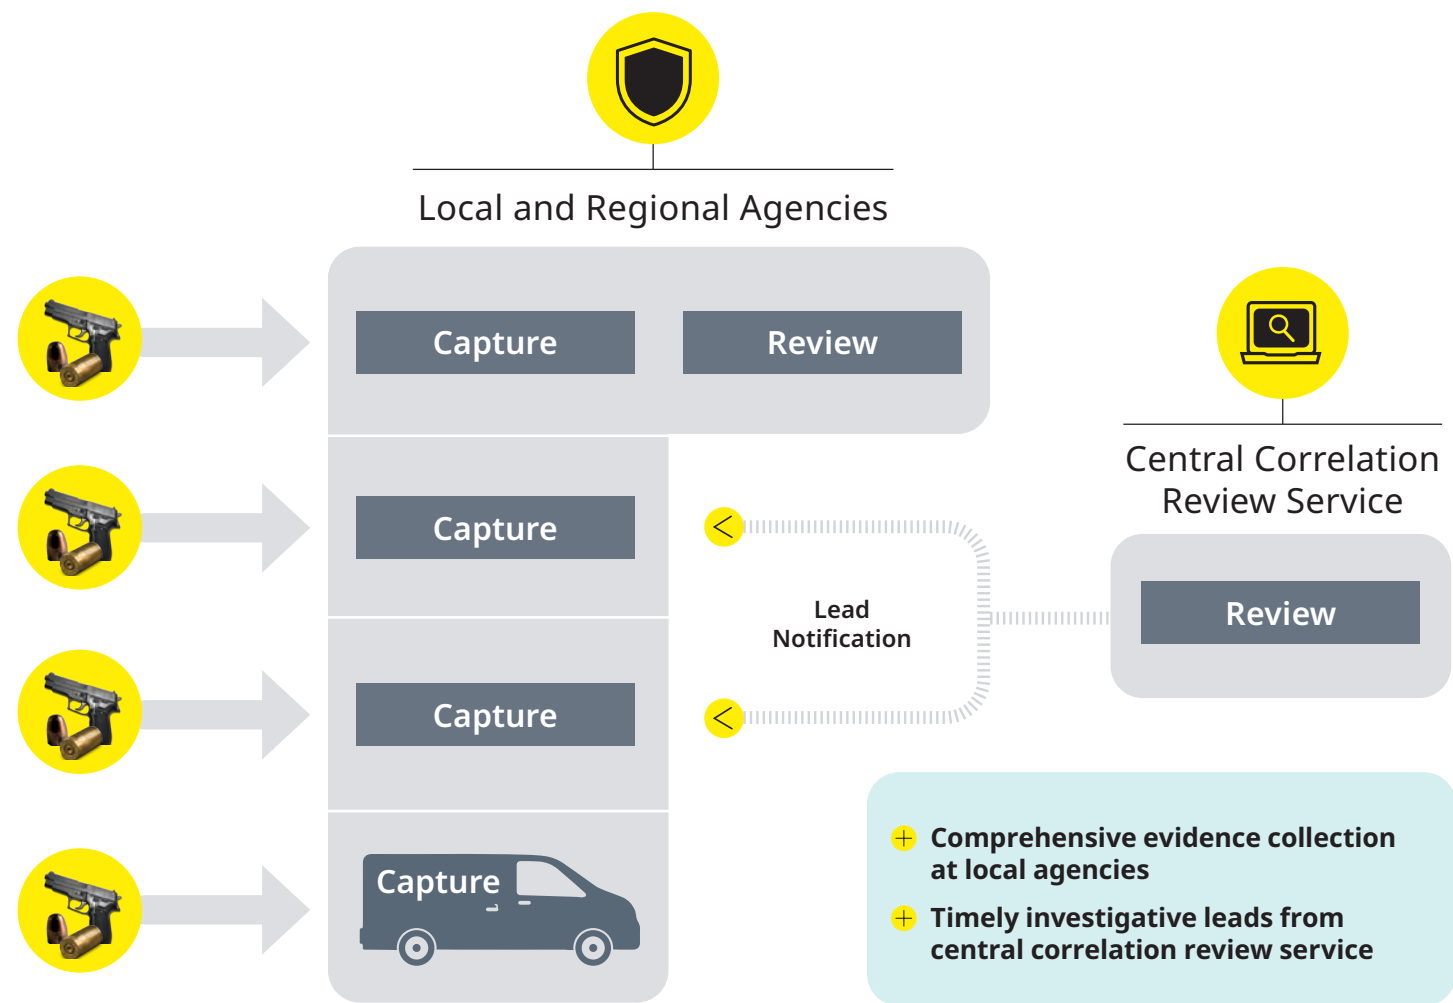 Local and Regional Agencies
Capture
Review
Central Correlation
Review Service
Capture
Lead
Notification
Review
Capture
Capture
Comprehensive evidence collection
at local agencies
Timely investigative leads from
central correlation review service